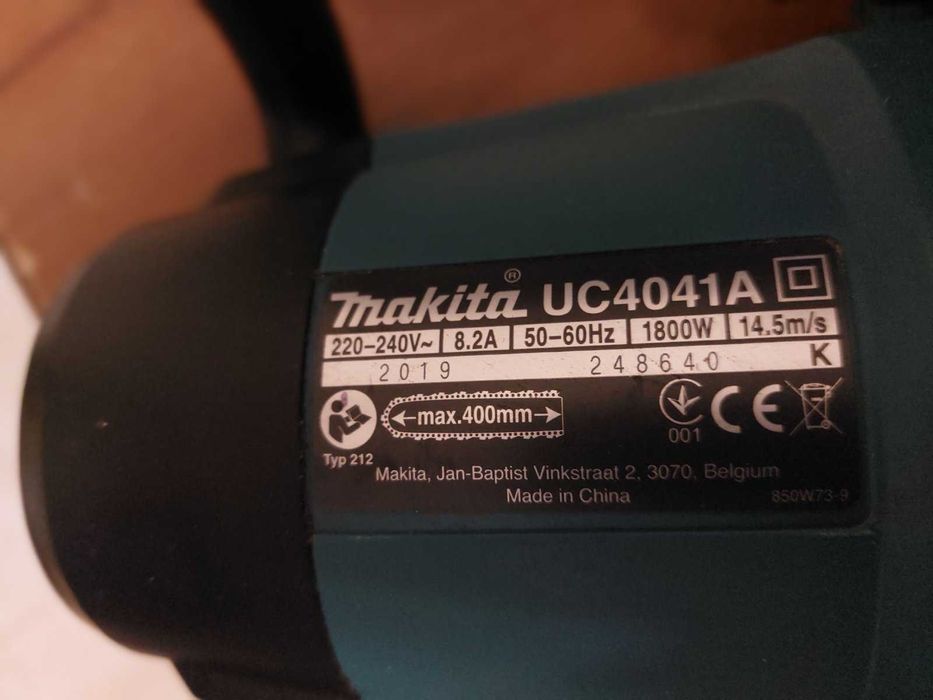 makita® UC4041A
220-240V~ 8.2A 50-60Hz 1800W 14.5m/s
2019 248640 K
max.400mm
001 CE
Typ 212
Makita, Jan-Baptist Vinkstraat 2, 3070, Belgium
Made in China 850W73-9